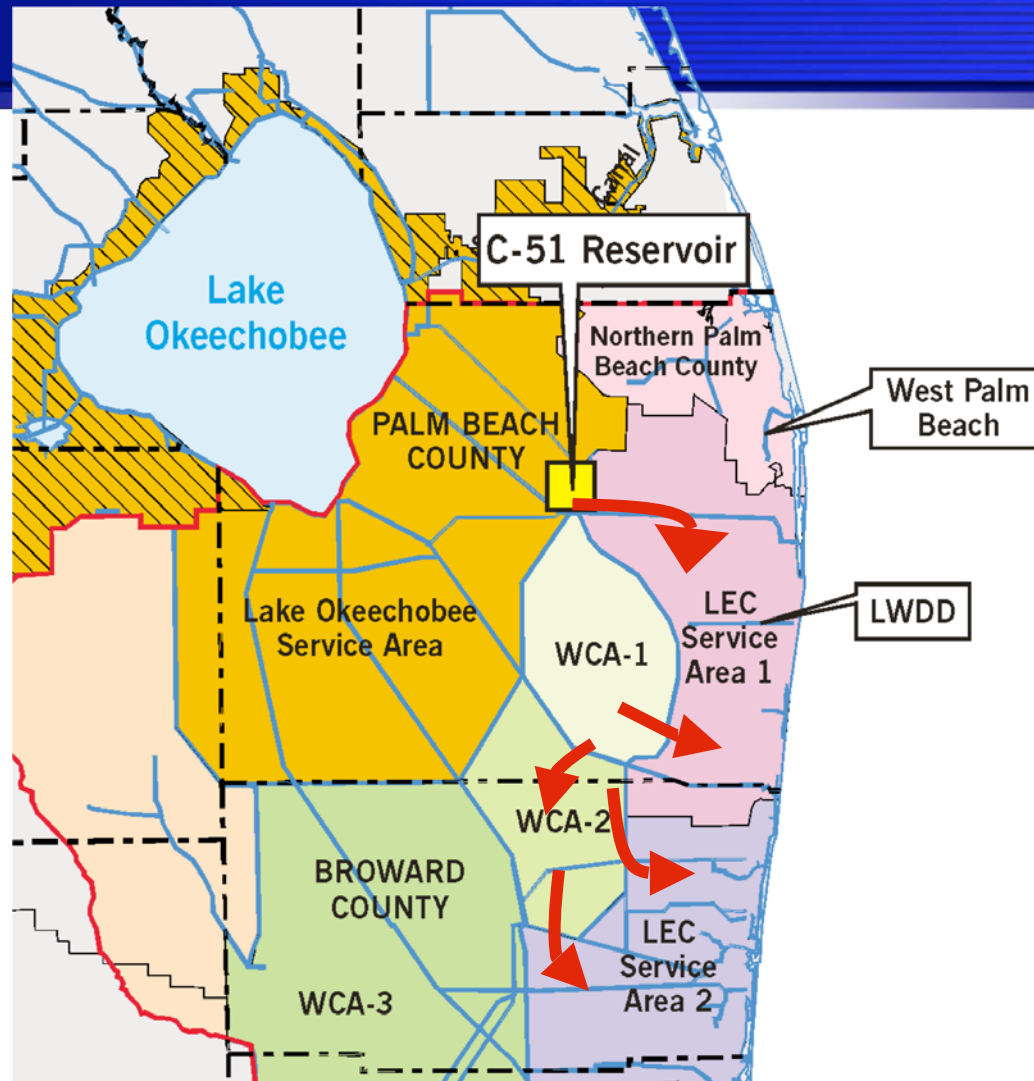 Canal
C-51 Reservoir
Lake
Okeechobee
Northern Palm
Beach County
West Palm
Beach
PALM BEACH
COUNTY
LEC
Service
Area 1
LWDD
Lake Okeechobee
Service Area
WCA-1
WCA-2
BROWARD
COUNTY
LEC
Service
Area 2
WCA-3